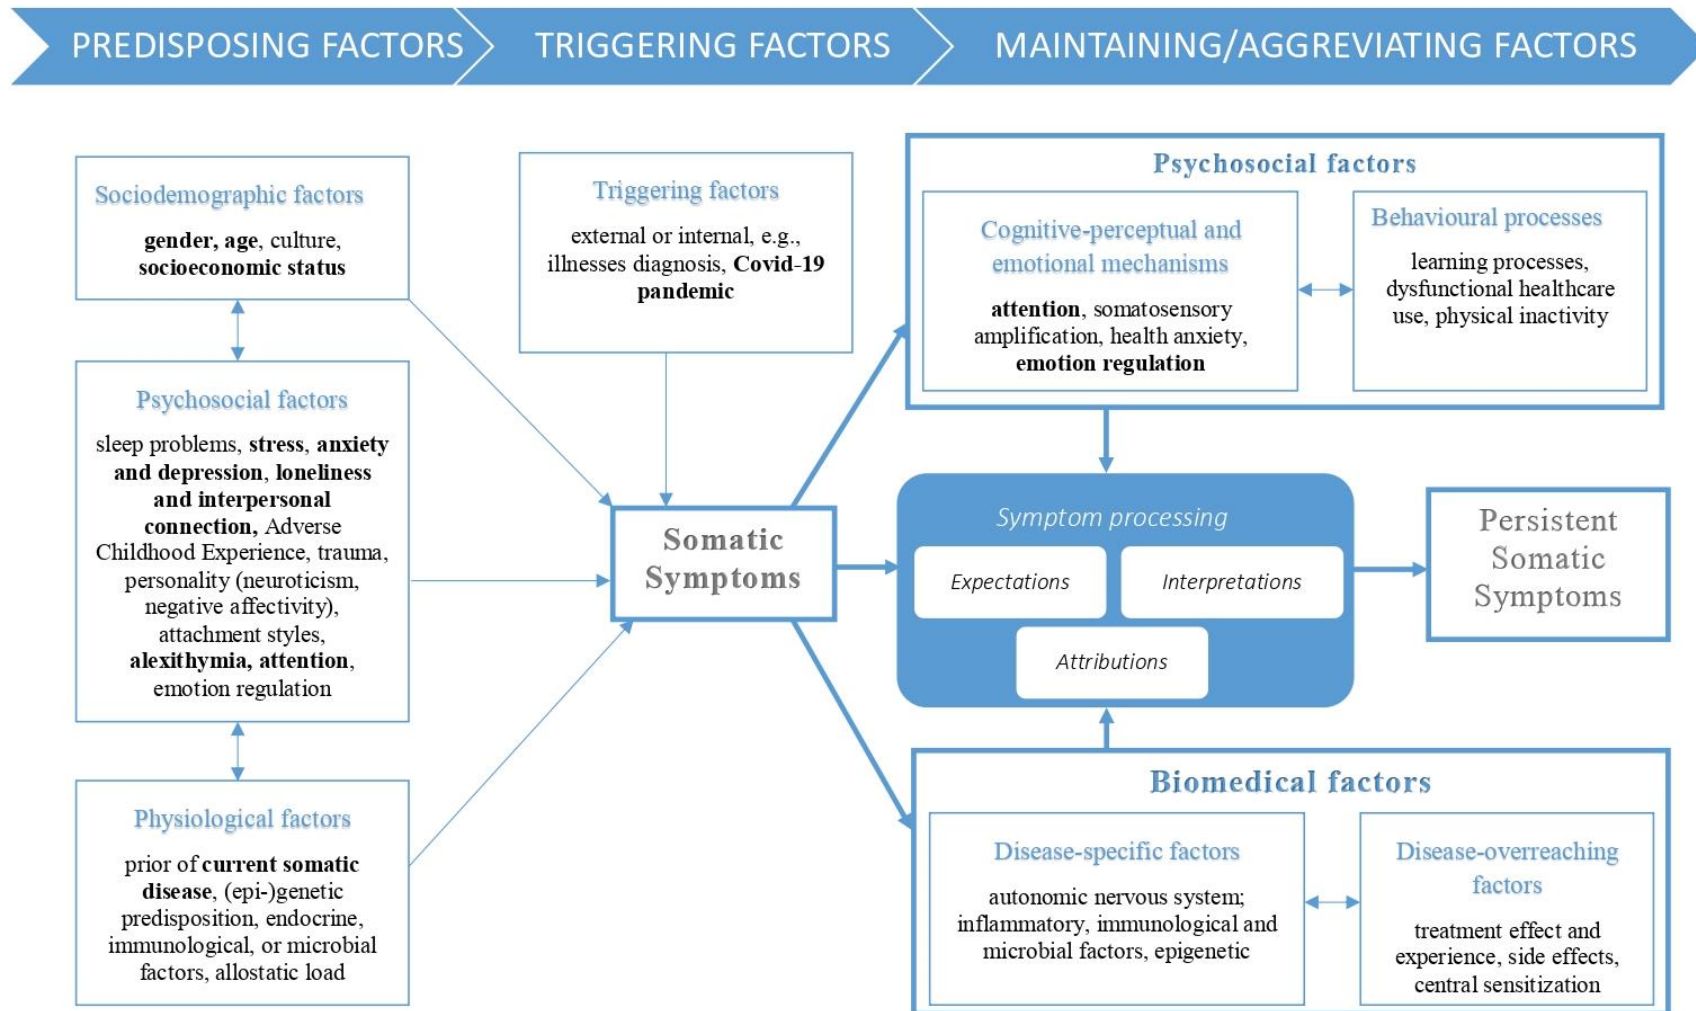 PREDISPOSING FACTORS
TRIGGERING FACTORS
MAINTAINING/AGGREVIATING FACTORS
Sociodemographic factors
gender, age, culture,
socioeconomic status
Psychosocial factors
sleep problems, stress, anxiety
and depression, loneliness
and interpersonal
connection, Adverse
Childhood Experience, trauma,
personality (neuroticism,
negative affectivity),
attachment styles,
alexithymia, attention,
emotion regulation
Physiological factors
prior of current somatic
disease, (epi-)genetic
predisposition, endocrine,
immunological, or microbial
factors, allostatic load
Triggering factors
external or internal, e.g.,
illnesses diagnosis, Covid-19
pandemic
Somatic
Symptoms
Psychosocial factors
Cognitive-perceptual and
emotional mechanisms
attention, somatosensory
amplification, health anxiety,
emotion regulation
Behavioural processes
learning processes,
dysfunctional healthcare
use, physical inactivity
Symptom processing
Expectations
Interpretations
Attributions
Persistent
Somatic
Symptoms
Biomedical factors
Disease-specific factors
autonomic nervous system;
inflammatory, immunological and
microbial factors, epigenetic
Disease-overreaching
factors
treatment effect and
experience, side effects,
central sensitization